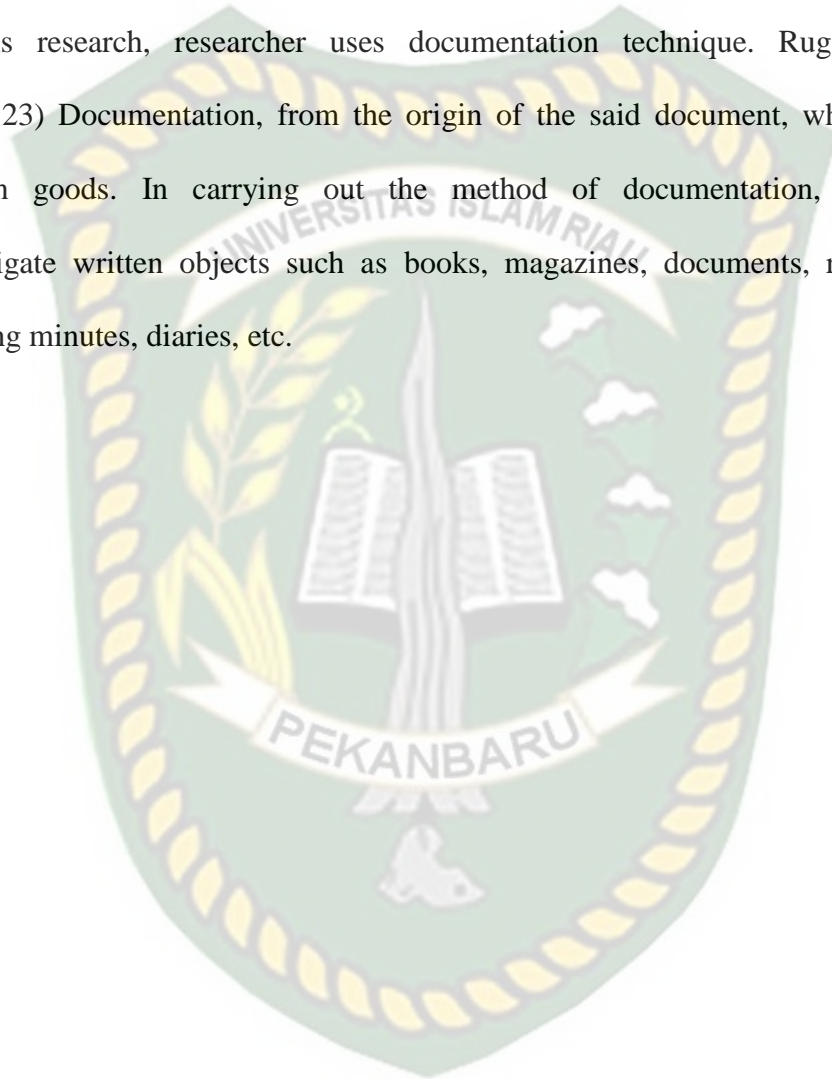 s research, researcher uses documentation technique. Rug
23) Documentation, from the origin of the said document, wh
n goods. In carrying out the method of documentation,
igate written objects such as books, magazines, documents, r
ng minutes, diaries, etc.
UNIVERSITAS ISLAM RIAU
PEKANBARU